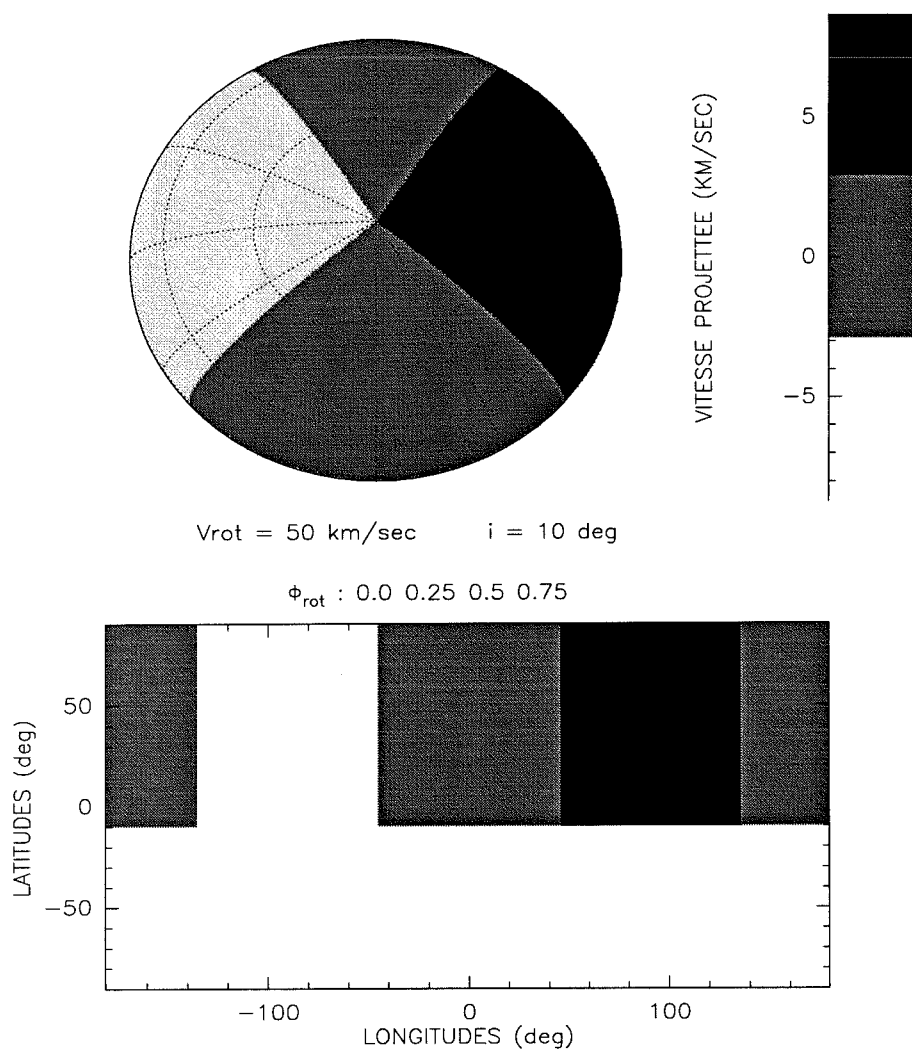 VITESSE PROJETTEE (KM/SEC)
5
0
−5
Vrot = 50 km/sec i = 10 deg
ϕrot : 0.0 0.25 0.5 0.75
LATITUDES (deg)
50
0
−50
−100 0 100
LONGITUDES (deg)